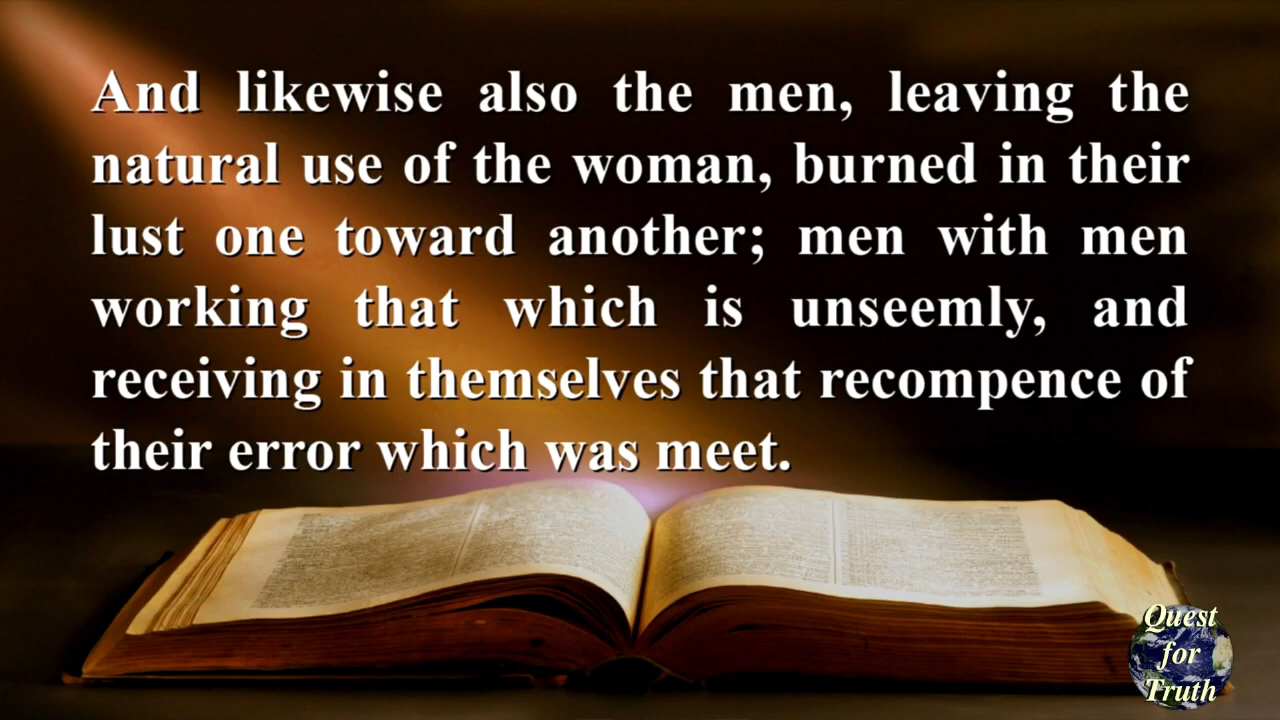 And likewise also the men, leaving the
natural use of the woman, burned in their
lust one toward another; men with men
working that which is unseemly, and
receiving in themselves that recompence of
their error which was meet.
Quest
for
Truth